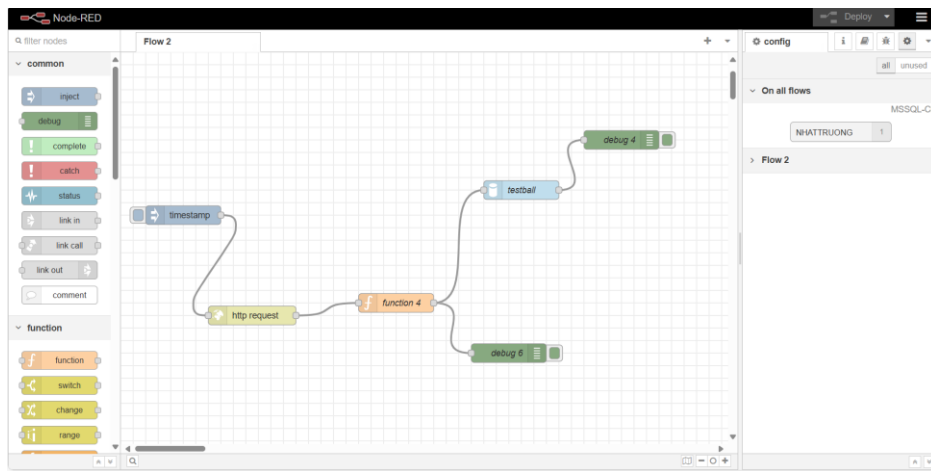 Node-RED
Deploy
filter nodes
Flow 2
config
all
unused
common
inject
debug
complete
catch
status
link in
link call
link out
comment
function
function
switch
change
range
timestamp
http request
function 4
testball
debug 4
debug 6
On all flows
MSSQL-C
NHATTRUONG
1
Flow 2